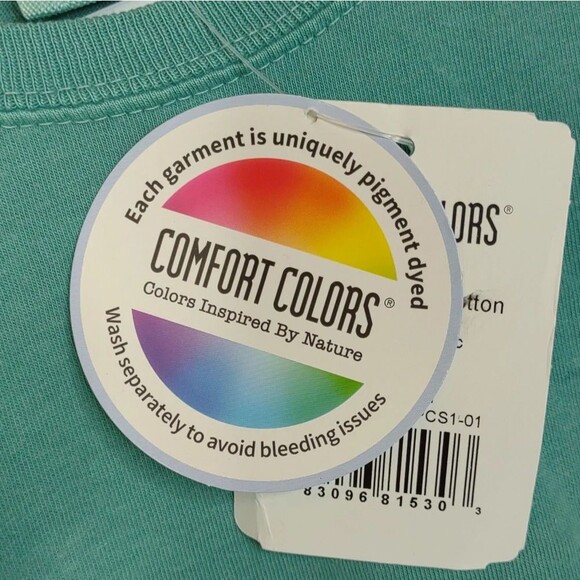 Each garment is uniquely pigment dyed
COMFORT COLORS®
Colors Inspired By Nature
Wash separately to avoid bleeding issues
ORS®
tton
c
CS1-01
83096 81530 3